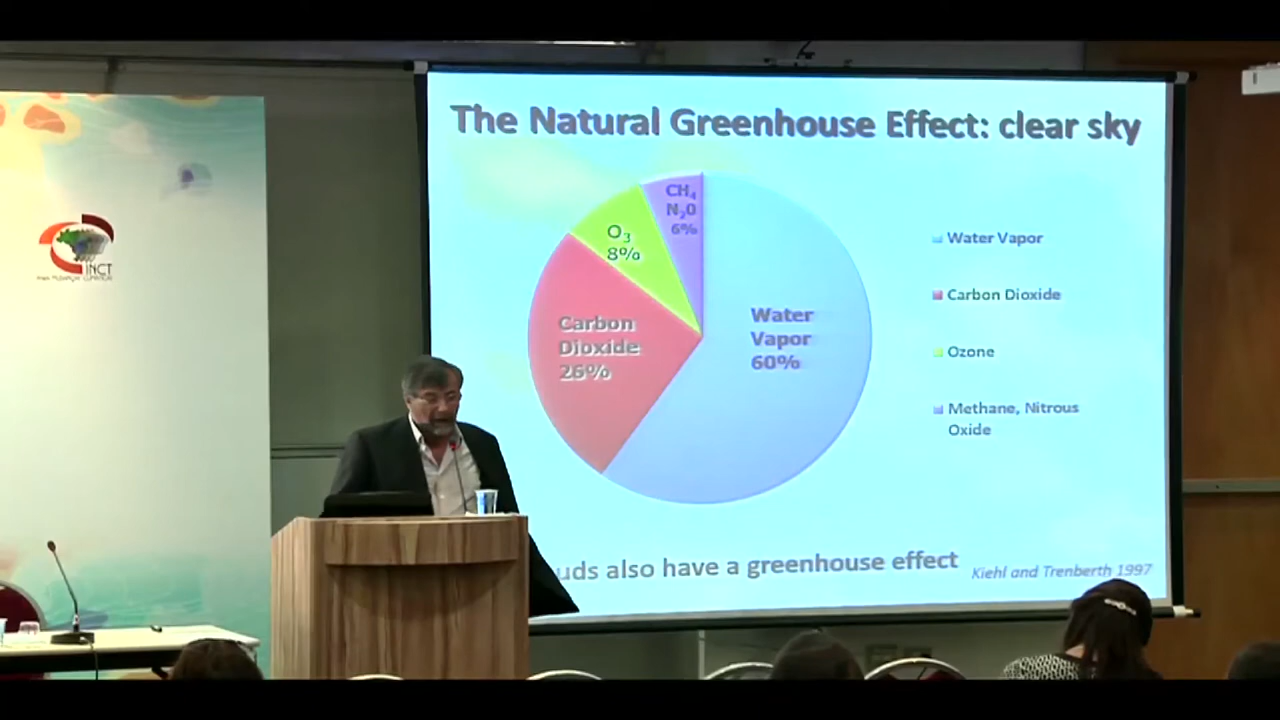 The Natural Greenhouse Effect: clear sky
CH₄
N₂0
6%
O₃
8%
Carbon
Dioxide
26%
Water
Vapor
60%
Water Vapor
Carbon Dioxide
Ozone
Methane, Nitrous
Oxide
uds also have a greenhouse effect
Kiehl and Trenberth 1997
INCT